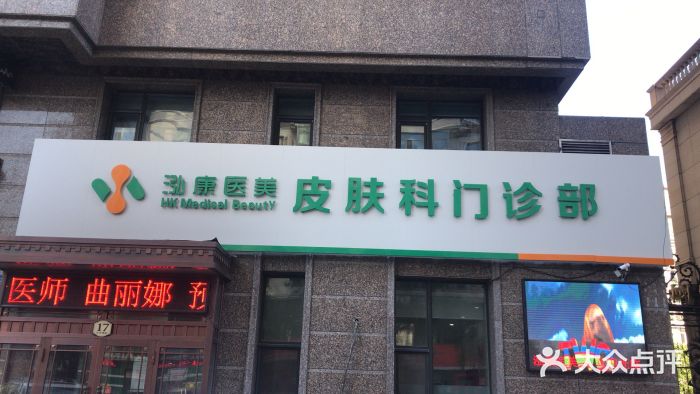 泓康医美
HK Medical BeautY
皮肤科门诊部
医师 曲丽娜 预
17
大众点评